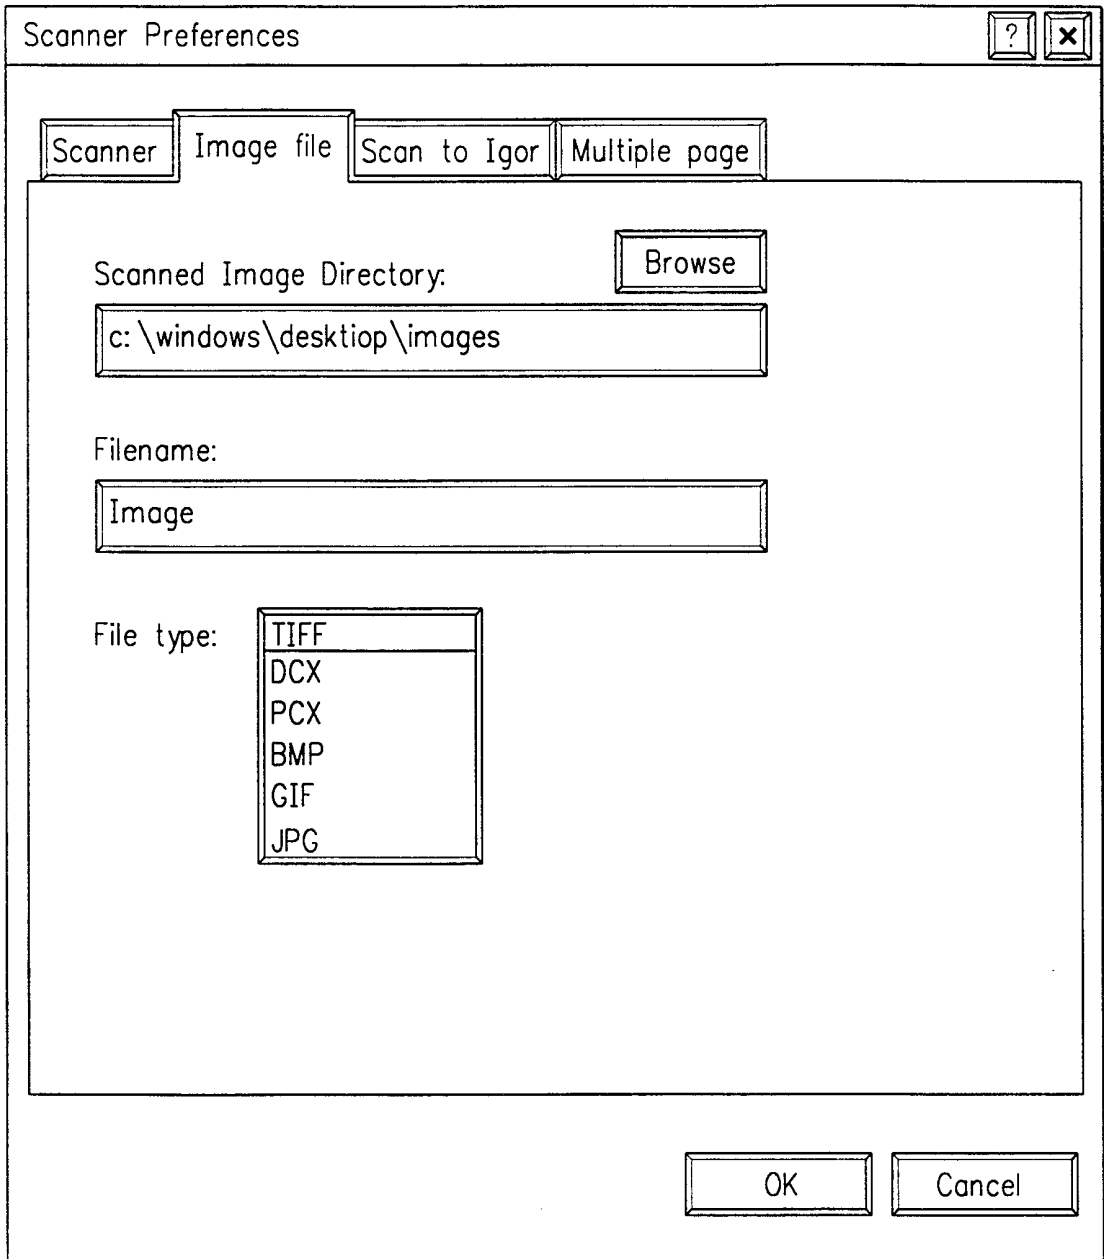 Scanner Preferences ? ×
Scanner Image file Scan to Igor Multiple page
Browse
Scanned Image Directory:
c: \windows\desktiop\images
Filename:
Image
File type: TIFF
DCX
PCX
BMP
GIF
JPG
OK Cancel